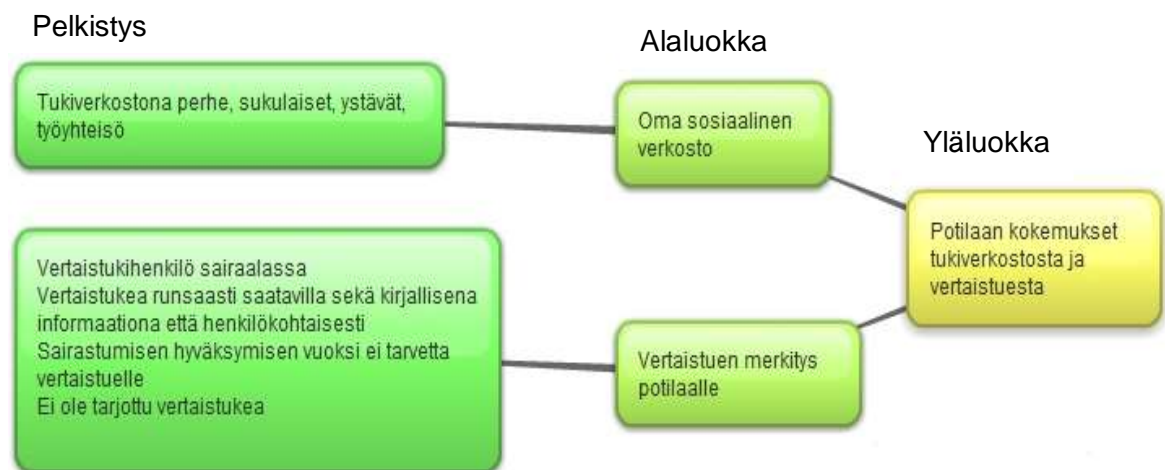 Pelkistys
Alaluokka
Yläluokka
Tukiverkostona perhe, sukulaiset, ystävät,
työyhteisö
Oma sosiaalinen
verkosto
Potilaan kokemukset
tukiverkostosta ja
vertaistuesta
Vertaistukihenkilö sairaalassa
Vertaistukea runsaasti saatavilla sekä kirjallisena
informaationa että henkilökohtaisesti
Sairastumisen hyväksymisen vuoksi ei tarvetta
vertaistuelle
Ei ole tarjottu vertaistukea
Vertaistuen merkitys
potilaalle